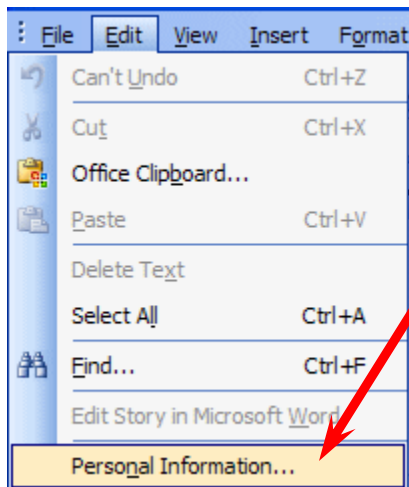 File Edit View Insert Format
Can't Undo Ctrl+Z
Cut Ctrl+X
Office Clipboard...
Paste Ctrl+V
Delete Text
Select All Ctrl+A
Find... Ctrl+F
Edit Story in Microsoft Word
Personal Information...